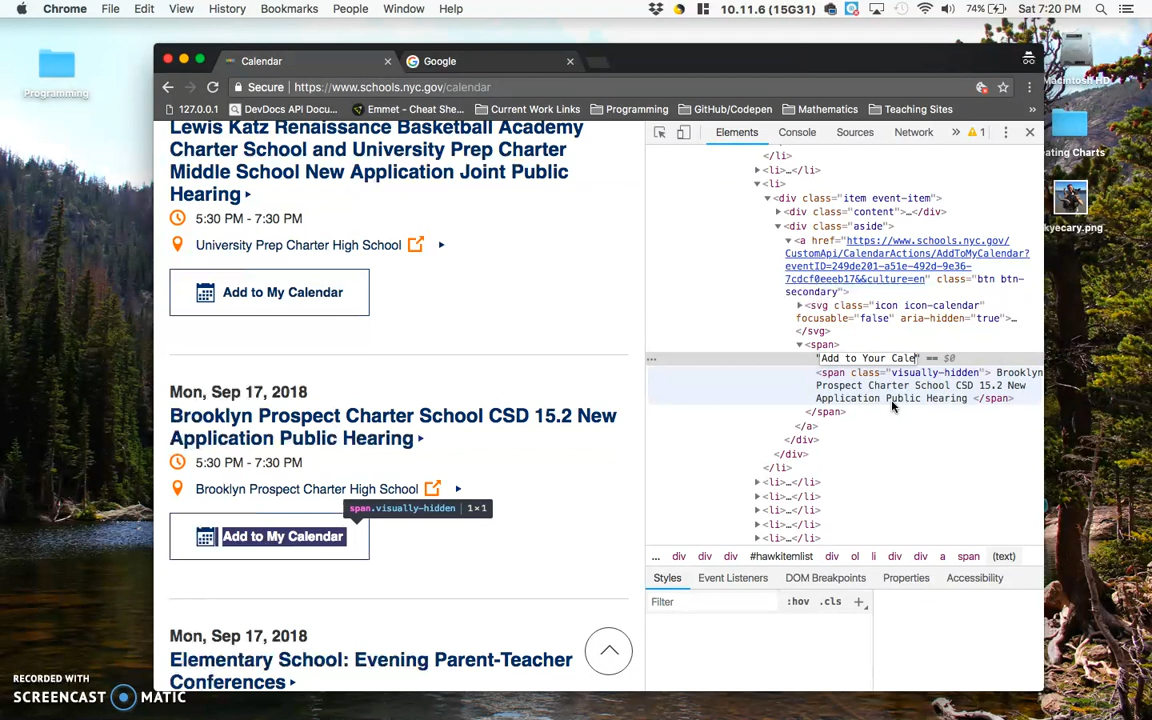 Chrome File Edit View History Bookmarks People Window Help 10.11.6 (15G31) 74% Sat 7:20 PM
Calendar × Google ×
Secure https://www.schools.nyc.gov/calendar
127.0.0.1 DevDocs API Docu... Emmet - Cheat She... Current Work Links Programming GitHub/Codepen Mathematics Teaching Sites
Programming
Macintosh HD
eating Charts
kyecary.png
Lewis Katz Renaissance Basketball Academy
Charter School and University Prep Charter
Middle School New Application Joint Public
Hearing
5:30 PM - 7:30 PM
University Prep Charter High School
Add to My Calendar
Mon, Sep 17, 2018
Brooklyn Prospect Charter School CSD 15.2 New
Application Public Hearing
5:30 PM - 7:30 PM
Brooklyn Prospect Charter High School
span.visually-hidden | 1×1
Add to My Calendar
Mon, Sep 17, 2018
Elementary School: Evening Parent-Teacher
Conferences
Elements Console Sources Network » 1
</li>
<li>…</li>
<li>
<div class="item event-item">
<div class="content">…</div>
<div class="aside">
<a href="https://www.schools.nyc.gov/
CustomApi/CalendarActions/AddToMyCalendar?
eventID=249de201-a51e-492d-9e36-
7cdcf0eeeb17&&culture=en" class="btn btn-
secondary">
<svg class="icon icon-calendar"
focusable="false" aria-hidden="true">…
</svg>
<span>
"Add to Your Cale" == $0
<span class="visually-hidden"> Brooklyn
Prospect Charter School CSD 15.2 New
Application Public Hearing </span>
</span>
</a>
</div>
</div>
</li>
<li>…</li>
<li>…</li>
<li>…</li>
<li>…</li>
<li>…</li>
... div div div #hawkitemlist div ol li div div a span (text)
Styles Event Listeners DOM Breakpoints Properties Accessibility
Filter :hov .cls +
RECORDED WITH
SCREENCAST MATIC